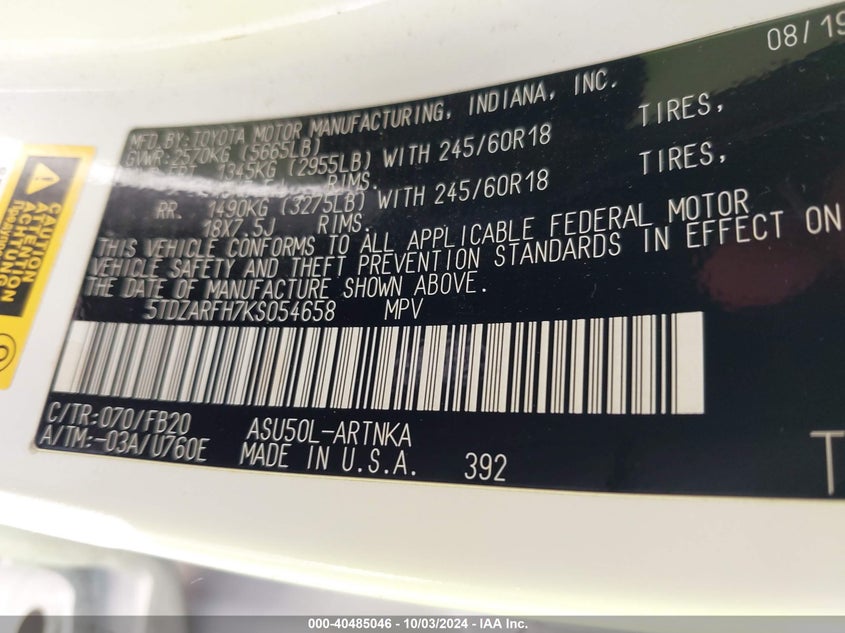 08/19
MFD.BY:TOYOTA MOTOR MANUFACTURING, INDIANA, INC.
GVWR:2570KG (5665LB)
FRT. 1345KG (2955LB) WITH 245/60R18 TIRES,
RIMS.
RR. 1490KG (3275LB) WITH 245/60R18 TIRES,
18X7.5J RIMS.
THIS VEHICLE CONFORMS TO ALL APPLICABLE FEDERAL MOTOR
VEHICLE SAFETY AND THEFT PREVENTION STANDARDS IN EFFECT ON
THE DATE OF MANUFACTURE SHOWN ABOVE.
5TDZARFH7KS054658 MPV
C/TR:070/FB20 ASU50L-ARTNKA
A/TM:-03A/U760E MADE IN U.S.A. 392
CAUTION
ATTENTION
ACHTUNG
000-40485046 - 10/03/2024 - IAA Inc.